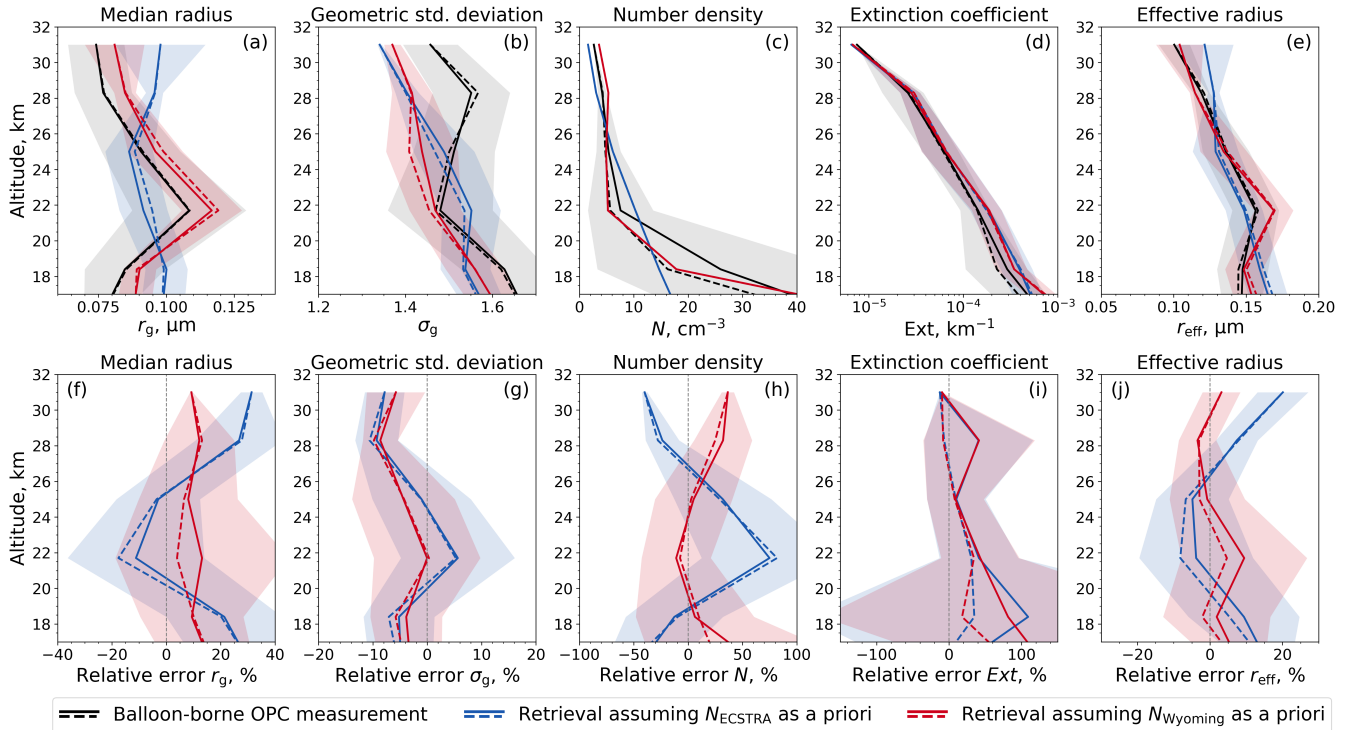 Median radius
Geometric std. deviation
Number density
Extinction coefficient
Effective radius
(a)
(b)
(c)
(d)
(e)
Altitude, km
32
30
28
26
24
22
20
18
0.075 0.100 0.125
1.2 1.4 1.6
0 10 20 30 40
10⁻⁵ 10⁻⁴ 10⁻³
0.05 0.10 0.15 0.20
r_g, μm
σ_g
N, cm⁻³
Ext, km⁻¹
r_eff, μm
Median radius
Geometric std. deviation
Number density
Extinction coefficient
Effective radius
(f)
(g)
(h)
(i)
(j)
Altitude, km
32
30
28
26
24
22
20
18
−40 −20 0 20 40
−20 −10 0 10 20
−100 −50 0 50 100
−100 0 100
−20 0 20
Relative error r_g, %
Relative error σ_g, %
Relative error N, %
Relative error Ext, %
Relative error r_eff, %
Balloon-borne OPC measurement
Retrieval assuming N_ECSTRA as a priori
Retrieval assuming N_Wyoming as a priori